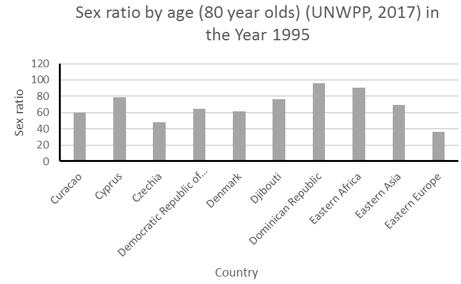 Sex ratio by age (80 year olds) (UNWPP, 2017) in
the Year 1995
120
100
80
60
40
20
0
Sex ratio
Curacao
Cyprus
Czechia
Democratic Republic of...
Denmark
Djibouti
Dominican Republic
Eastern Africa
Eastern Asia
Eastern Europe
Country